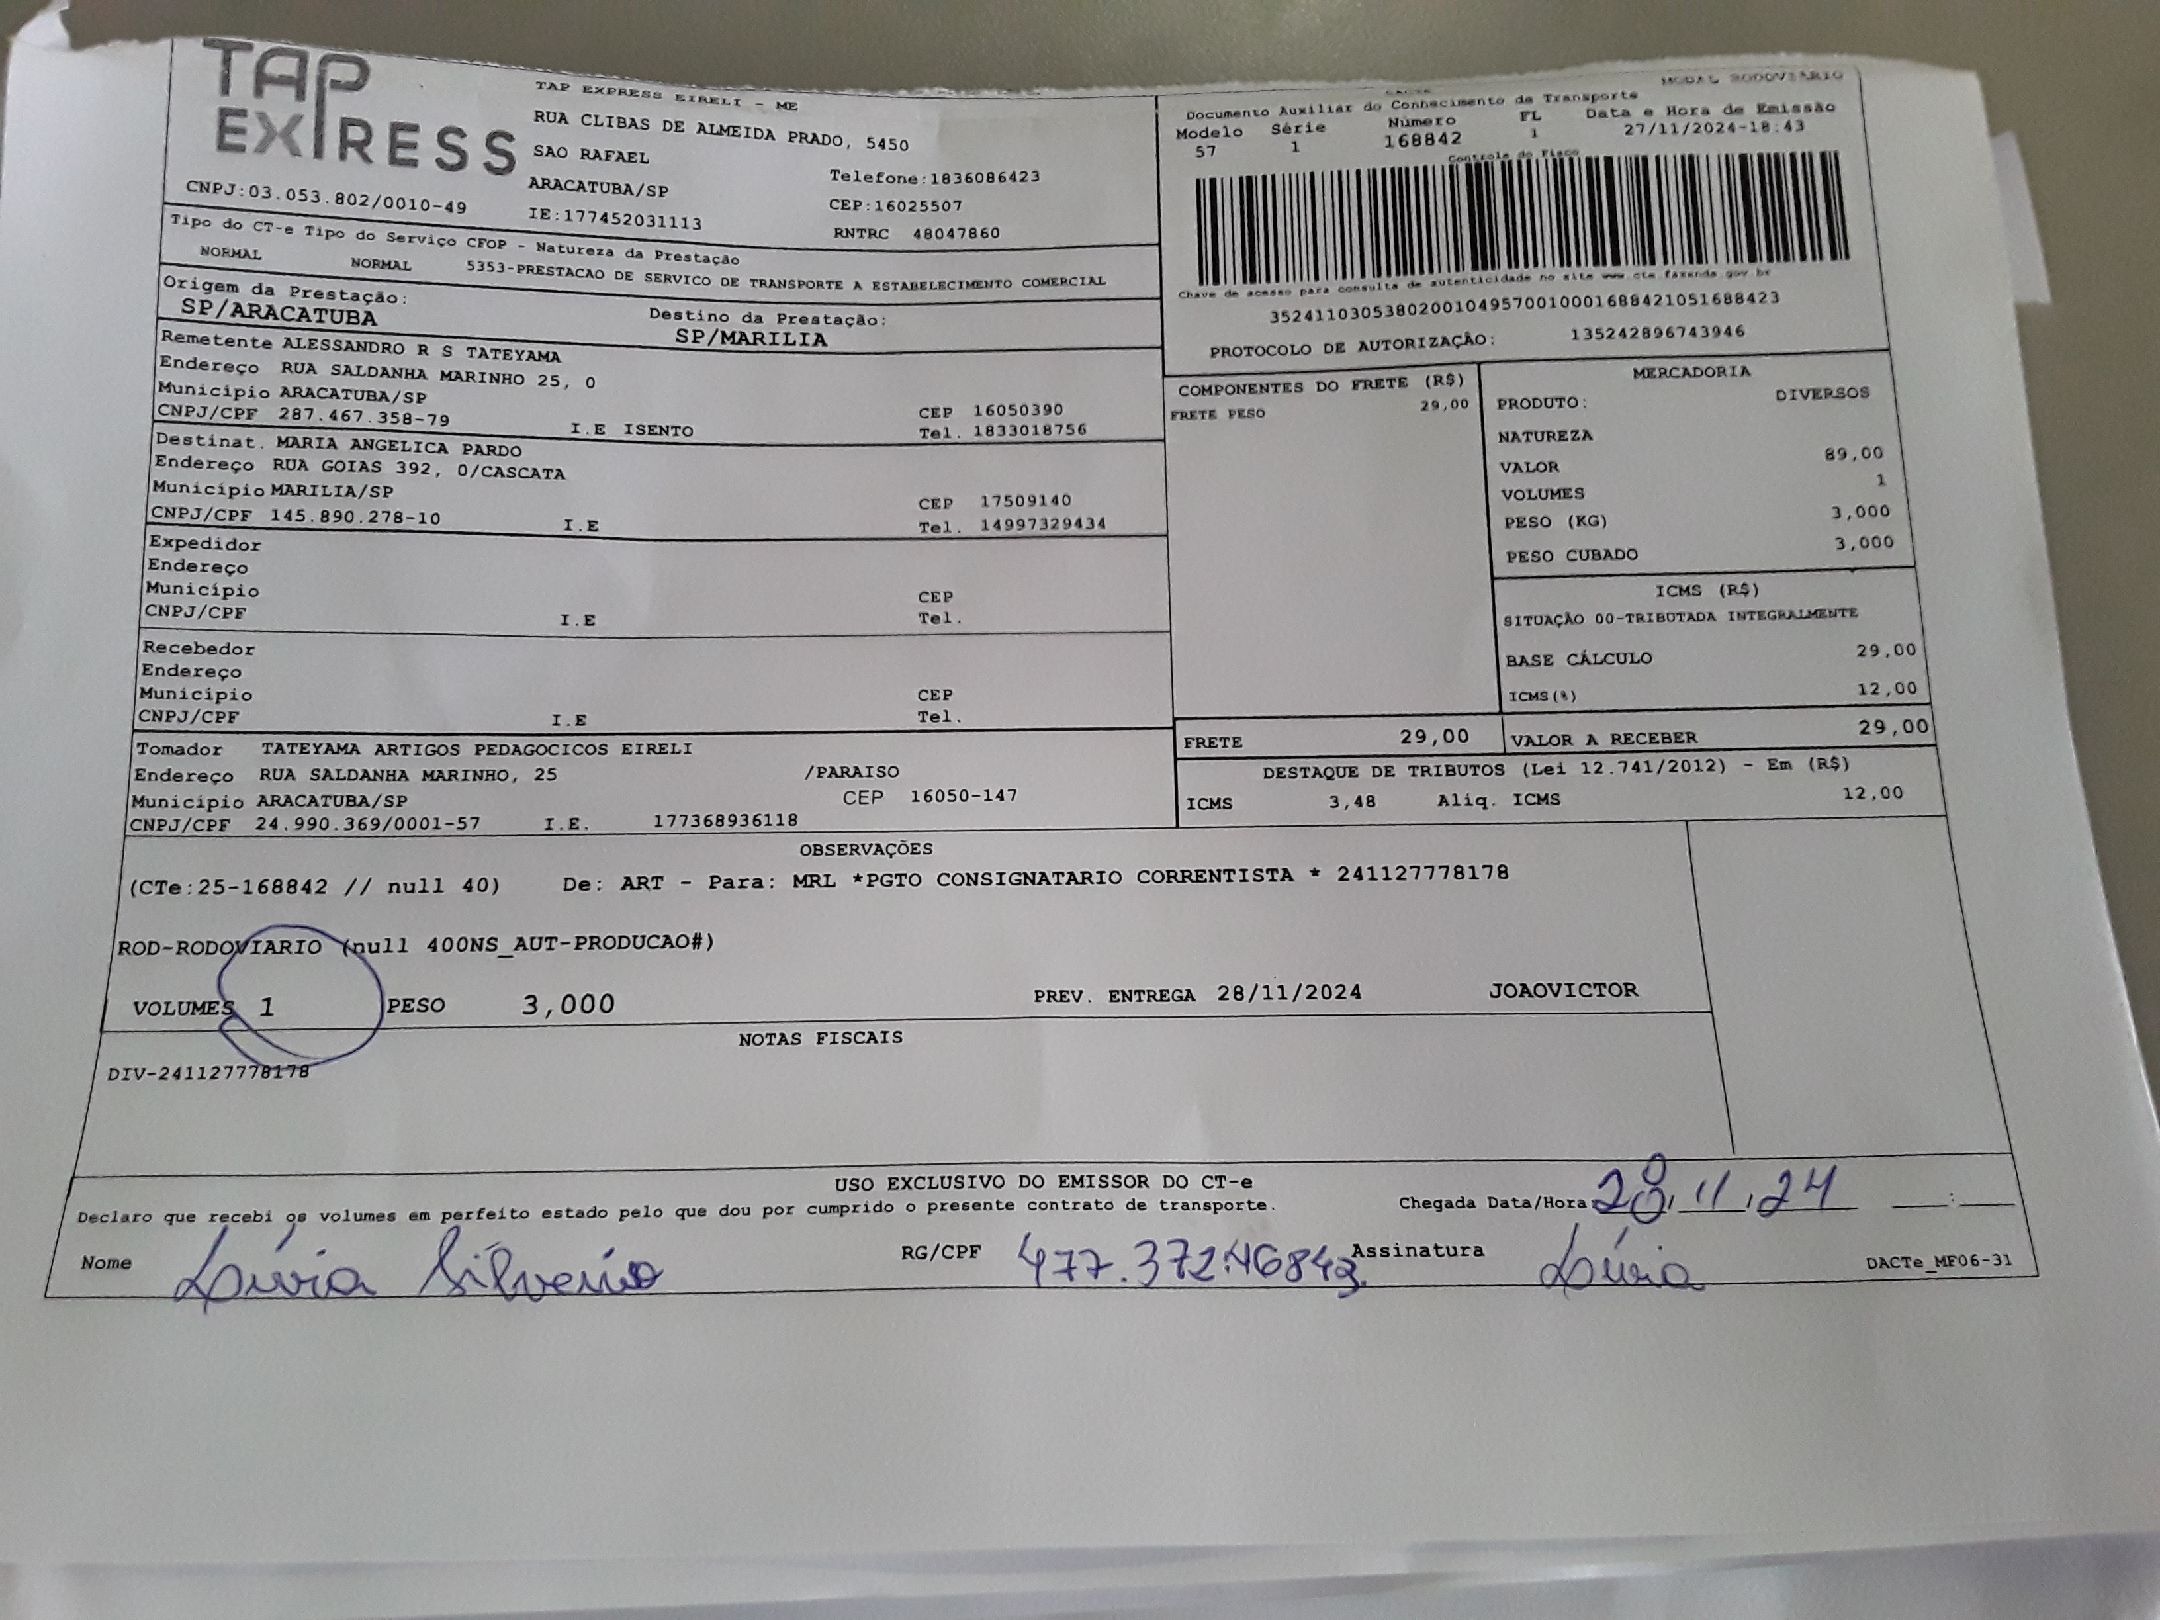 TAP
EXPRESS
TAP EXPRESS EIRELI - ME
RUA CLIBAS DE ALMEIDA PRADO, 5450
SAO RAFAEL
Telefone:1836086423
ARACATUBA/SP
CEP:16025507
CNPJ:03.053.802/0010-49
IE:177452031113
RNTRC 48047860
Tipo do CT-e Tipo do Serviço CFOP - Natureza da Prestação
NORMAL NORMAL 5353-PRESTACAO DE SERVICO DE TRANSPORTE A ESTABELECIMENTO COMERCIAL
Origem da Prestação:
SP/ARACATUBA
Destino da Prestação:
SP/MARILIA
MODAL RODOVIARIO
Documento Auxiliar do Conhecimento de Transporte
Modelo Série Número FL Data e Hora de Emissão
57 1 168842 1 27/11/2024-18:43
Controle do Fisco
Chave de acesso para consulta de autenticidade no site www.cte.fazenda.gov.br
35241103053802001049570010001688421051688423
PROTOCOLO DE AUTORIZAÇÃO: 135242896743946
Remetente ALESSANDRO R S TATEYAMA
Endereço RUA SALDANHA MARINHO 25, 0
Município ARACATUBA/SP
CEP 16050390
CNPJ/CPF 287.467.358-79 I.E ISENTO Tel. 1833018756
Destinat. MARIA ANGELICA PARDO
Endereço RUA GOIAS 392, 0/CASCATA
Município MARILIA/SP CEP 17509140
CNPJ/CPF 145.890.278-10 I.E Tel. 14997329434
Expedidor
Endereço
Município CEP
CNPJ/CPF I.E Tel.
Recebedor
Endereço
Município CEP
CNPJ/CPF I.E Tel.
Tomador TATEYAMA ARTIGOS PEDAGOCICOS EIRELI
Endereço RUA SALDANHA MARINHO, 25 /PARAISO
Município ARACATUBA/SP CEP 16050-147
CNPJ/CPF 24.990.369/0001-57 I.E. 177368936118
COMPONENTES DO FRETE (R$)
FRETE PESO 29,00
MERCADORIA
PRODUTO: DIVERSOS
NATUREZA
VALOR 89,00
VOLUMES 1
PESO (KG) 3,000
PESO CUBADO 3,000
ICMS (R$)
SITUAÇÃO 00-TRIBUTADA INTEGRALMENTE
BASE CÁLCULO 29,00
ICMS(%) 12,00
FRETE 29,00 VALOR A RECEBER 29,00
DESTAQUE DE TRIBUTOS (Lei 12.741/2012) - Em (R$)
ICMS 3,48 Aliq. ICMS 12,00
OBSERVAÇÕES
(CTe:25-168842 // null 40) De: ART - Para: MRL *PGTO CONSIGNATARIO CORRENTISTA * 241127778178
ROD-RODOVIARIO (null 400NS_AUT-PRODUCAO#)
VOLUMES 1 PESO 3,000 PREV. ENTREGA 28/11/2024 JOAOVICTOR
NOTAS FISCAIS
DIV-241127778178
USO EXCLUSIVO DO EMISSOR DO CT-e
Declaro que recebi os volumes em perfeito estado pelo que dou por cumprido o presente contrato de transporte. Chegada Data/Hora: 28, 11, 24 :
Nome Lívia RG/CPF Assinatura Lívia DACTe_MF06-31